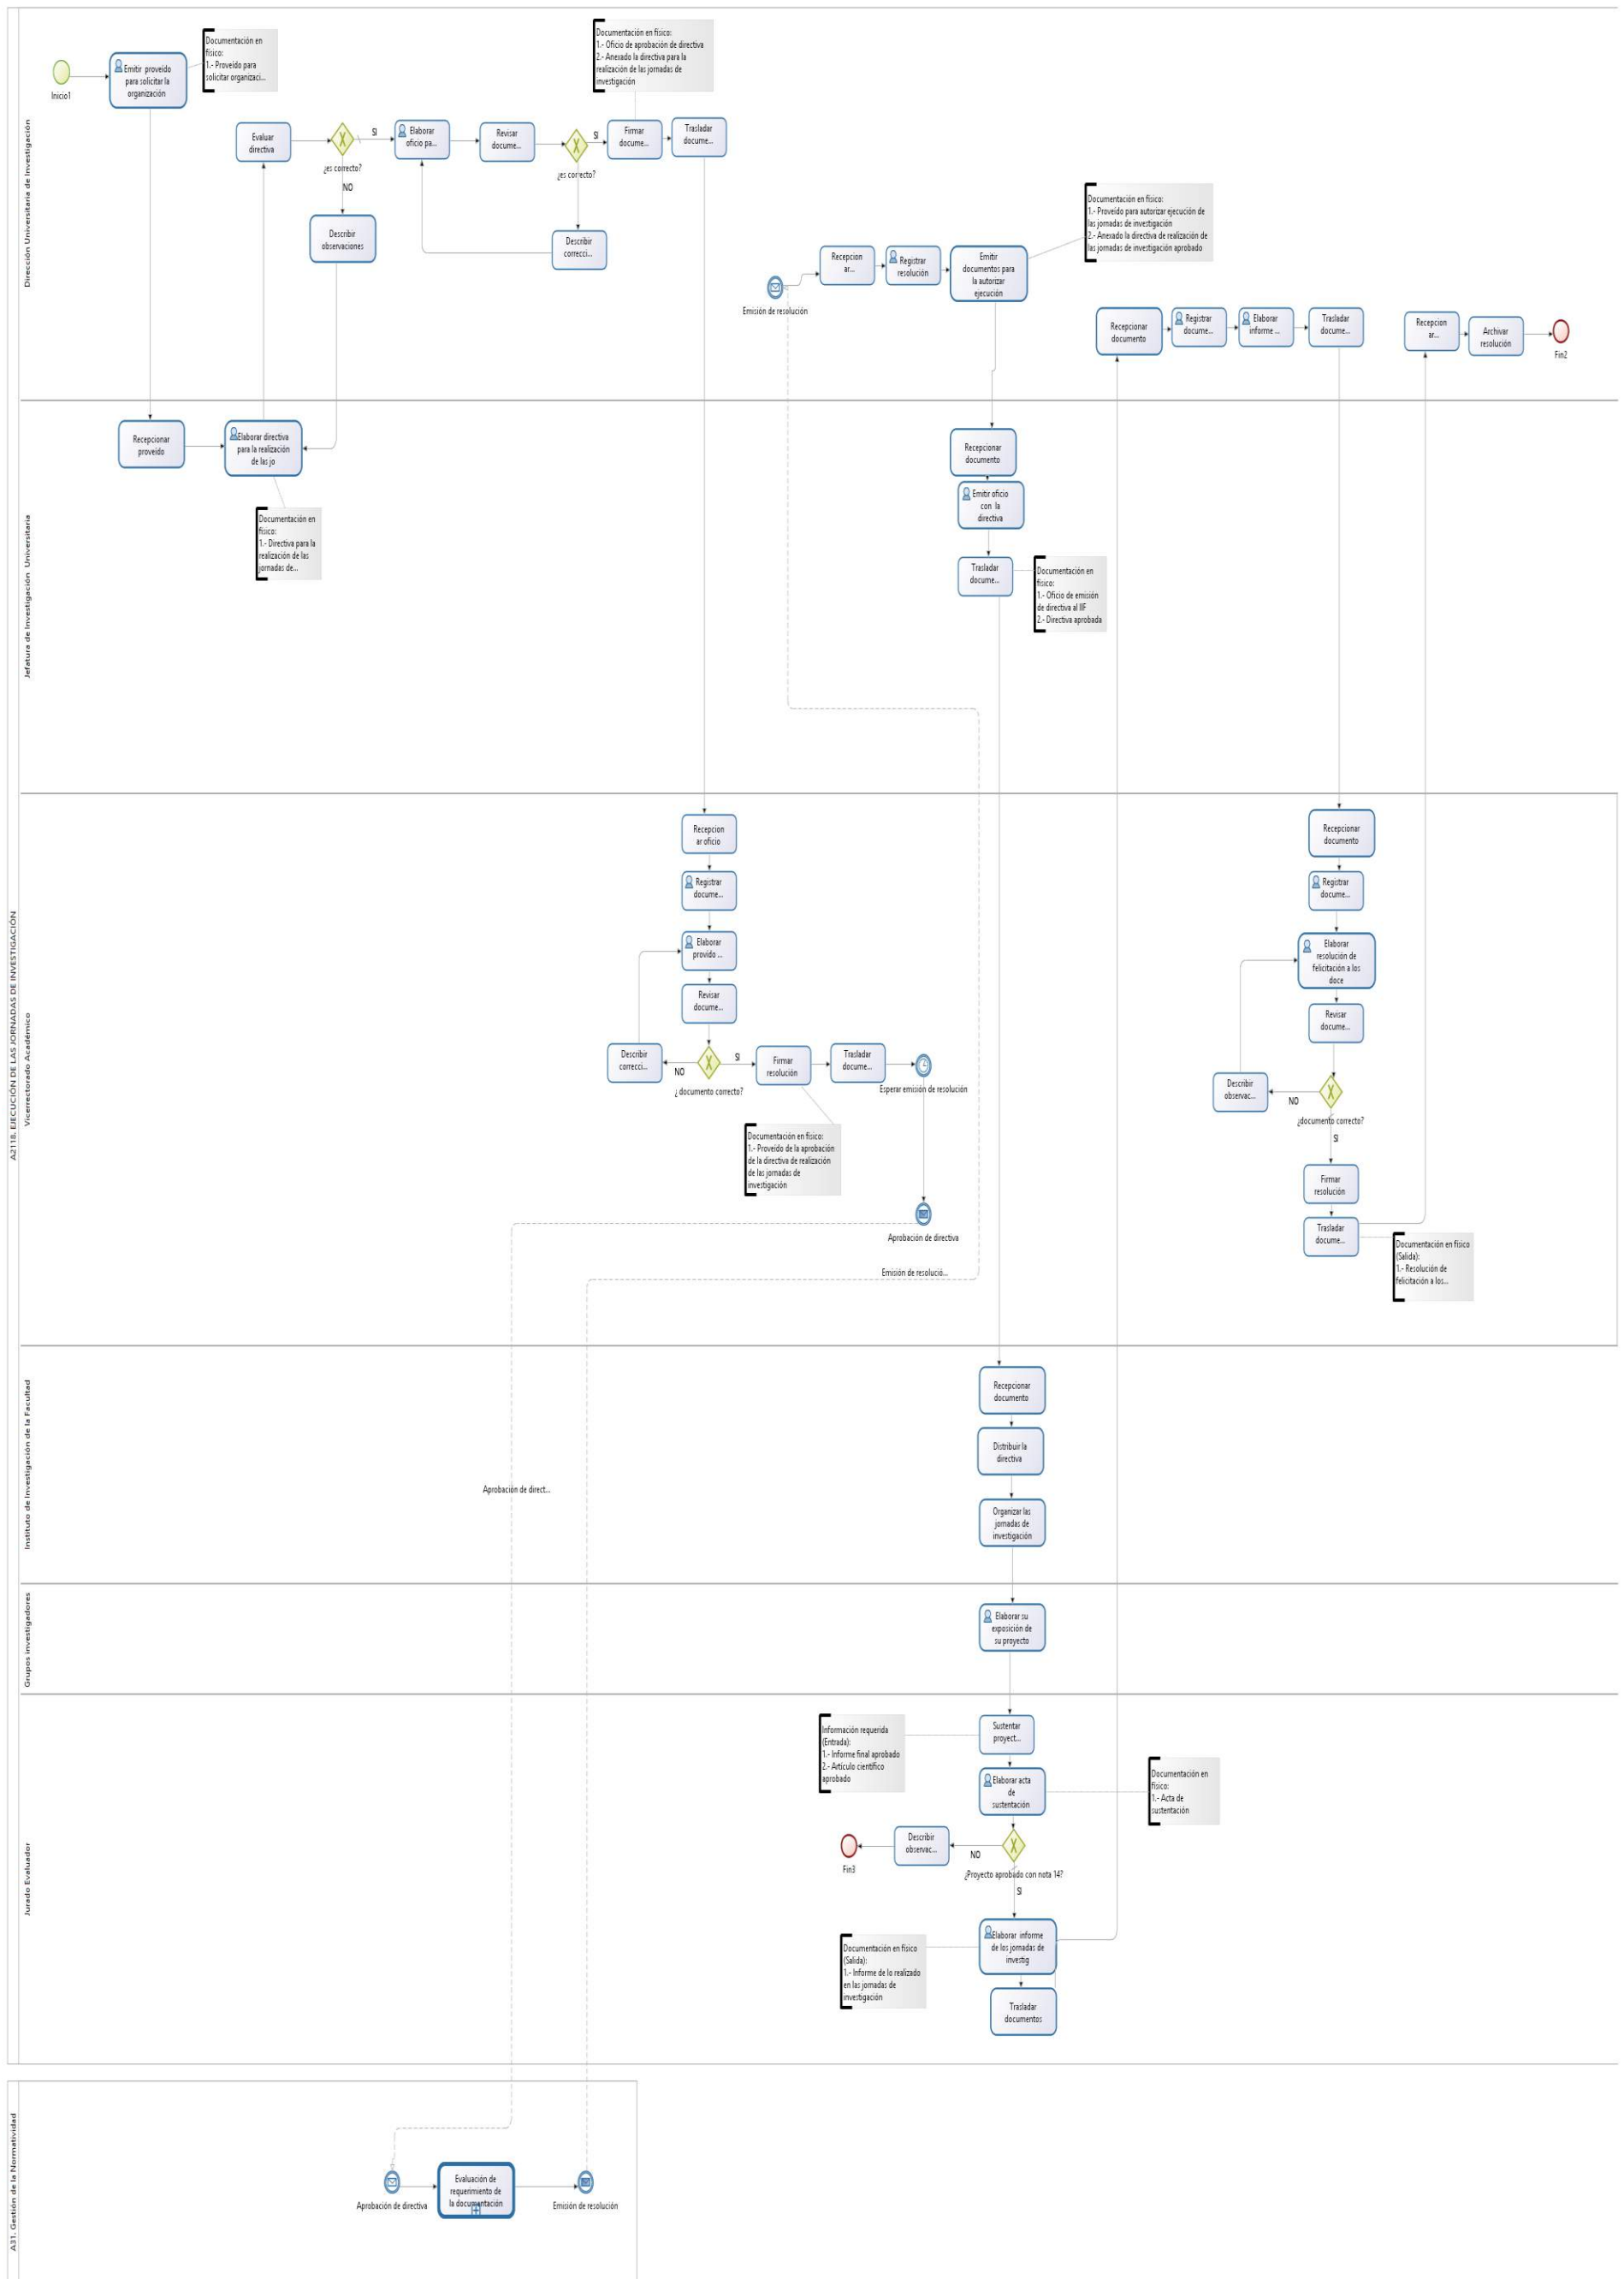 A2118. EJECUCIÓN DE LAS JORNADAS DE INVESTIGACIÓN
Dirección Universitaria de Investigación
Inicio1
Emitir proveído
para solicitar la
organización
Documentación en
físico:
1.- Proveído para
solicitar organizaci...
Evaluar
directiva
¿es correcto?
SI
NO
Describir
observaciones
Elaborar
oficio pa...
Revisar
docume...
¿es correcto?
SI
Describir
correcci...
Firmar
docume...
Trasladar
docume...
Documentación en físico:
1.- Oficio de aprobación de directiva
2.- Anexado la directiva para la
realización de las jornadas de
investigación
Emisión de resolución
Recepcion
ar...
Registrar
resolución
Emitir
documentos para
la autorizar
ejecución
Documentación en físico:
1.- Proveído para autorizar ejecución de
las jornadas de investigación
2.- Anexado la directiva de realización de
las jornadas de investigación aprobado
Recepcionar
documento
Registrar
docume...
Elaborar
informe ...
Trasladar
docume...
Recepcion
ar...
Archivar
resolución
Fin2
Jefatura de Investigación Universitaria
Recepcionar
proveído
Elaborar directiva
para la realización
de las jo
Documentación en
físico:
1.- Directiva para la
realización de las
jornadas de...
Recepcionar
documento
Emitir oficio
con la
directiva
Trasladar
docume...
Documentación en
físico:
1.- Oficio de emisión
de directiva al IIF
2.- Directiva aprobada
Vicerrectorado Académico
Recepcion
ar oficio
Registrar
docume...
Elaborar
provido ...
Revisar
docume...
Describir
correcci...
NO
¿ documento correcto?
SI
Firmar
resolución
Trasladar
docume...
Esperar emisión de resolución
Documentación en físico:
1.- Proveido de la aprobación
de la directiva de realización
de las jornadas de
investigación
Aprobación de directiva
Emisión de resolució...
Recepcionar
documento
Registrar
docume...
Elaborar
resolución de
felicitación a los
doce
Revisar
docume...
Describir
observac...
NO
¿documento correcto?
SI
Firmar
resolución
Trasladar
docume...
Documentación en físico
(Salida):
1.- Resolución de
felicitación a los...
Instituto de Investigación de la Facultad
Recepcionar
documento
Distribuir la
directiva
Organizar las
jornadas de
investigación
Aprobación de direct...
Grupos investigadores
Elaborar su
exposición de
su proyecto
Jurado Evaluador
Información requerida
(Entrada):
1.- Informe final aprobado
2.- Artículo científico
aprobado
Sustentar
proyect...
Elaborar acta
de
sustentación
Documentación en
físico:
1.- Acta de
sustentación
Fin3
Describir
observac...
NO
¿Proyecto aprobado con nota 14?
SI
Elaborar informe
de los jornadas de
investig
Documentación en físico
(Salida):
1.- Informe de lo realizado
en las jornadas de
investigación
Trasladar
documentos
A31. Gestión de la Normatividad
Aprobación de directiva
Evaluación de
requerimiento de
la documentación
Emisión de resolución